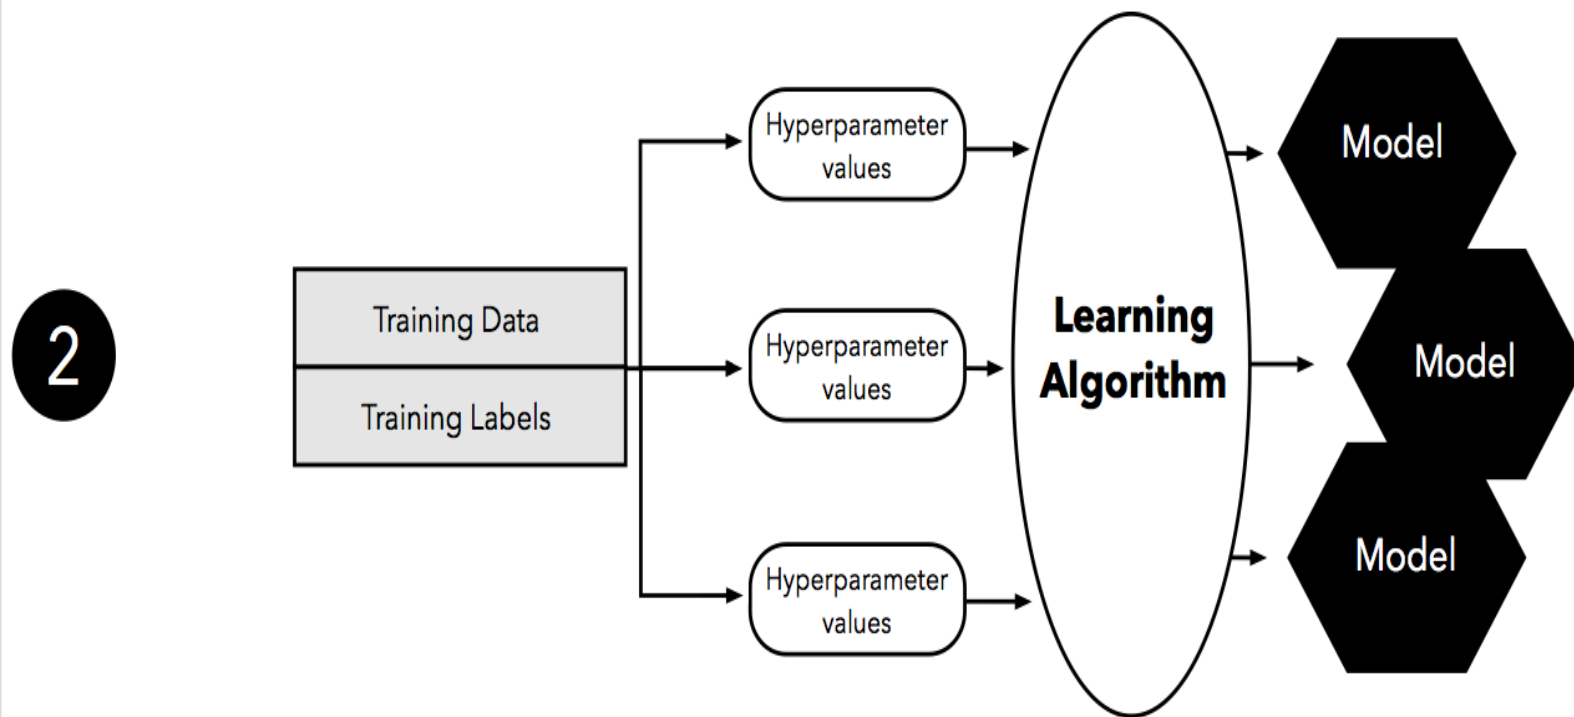 2
Training Data
Training Labels
Hyperparameter
values
Hyperparameter
values
Hyperparameter
values
Learning
Algorithm
Model
Model
Model